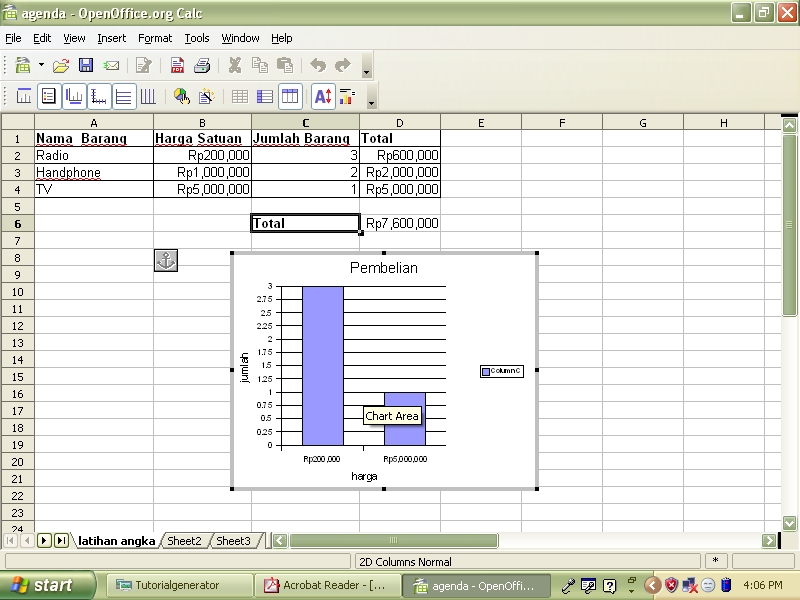 agenda - OpenOffice.org Calc
File Edit View Insert Format Tools Window Help
A B C D E F G H
1 Nama Barang Harga Satuan Jumlah Barang Total
2 Radio Rp200,000 3 Rp600,000
3 Handphone Rp1,000,000 2 Rp2,000,000
4 TV Rp5,000,000 1 Rp5,000,000
5
6 Total Rp7,600,000
7
8
9
10
11
12
13
14
15
16
17
18
19
20
21
22
23
24
Pembelian
3
2.75
2.5
2.25
2
1.75
1.5
1.25
1
0.75
0.5
0.25
0
jumlah
Column C
Chart Area
Rp200,000 Rp5,000,000
harga
latihan angka Sheet2 Sheet3
2D Columns Normal *
start Tutorialgenerator Acrobat Reader - [... agenda - OpenOffi... 4:06 PM